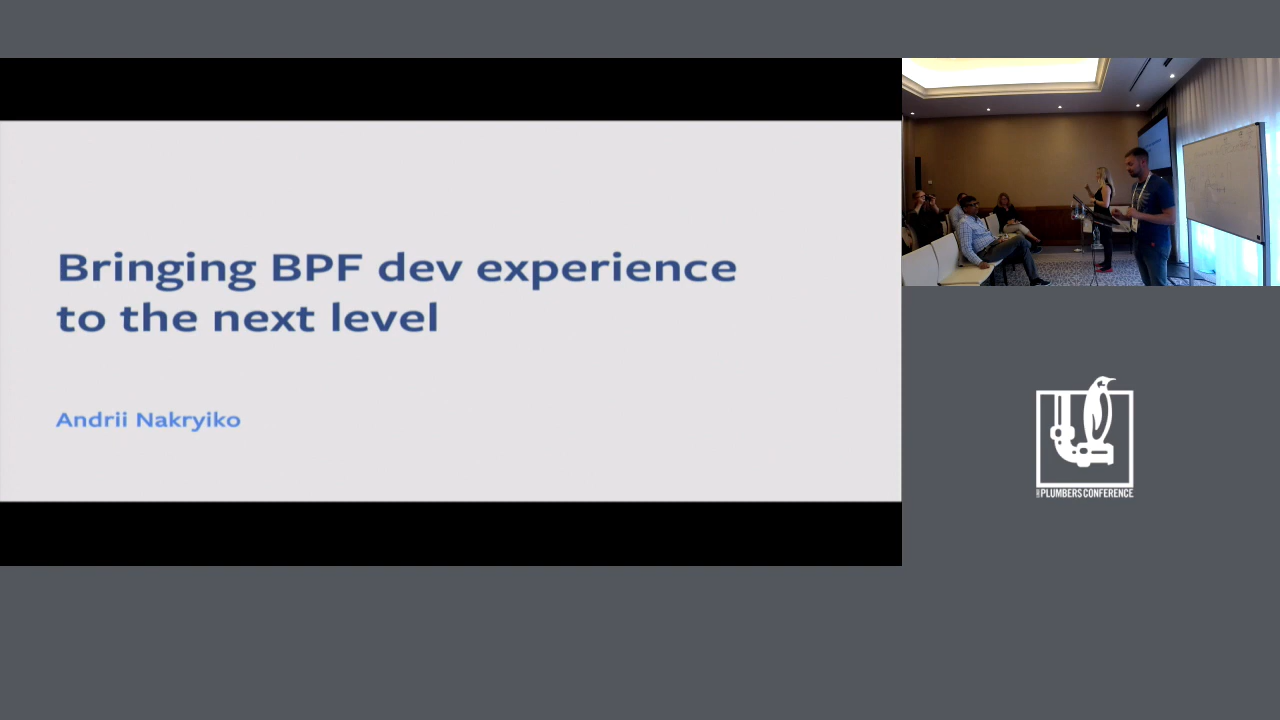 Bringing BPF dev experience
to the next level
Andrii Nakryiko
PLUMBERS CONFERENCE